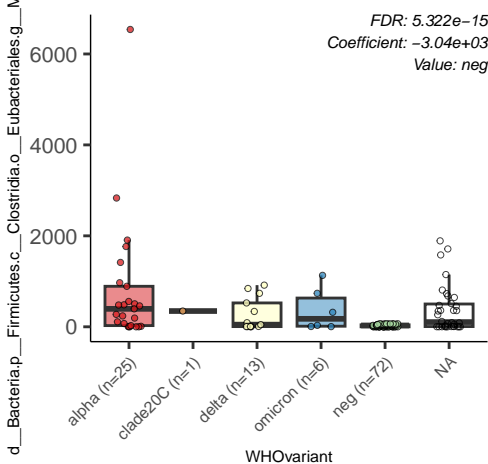 FDR: 5.322e−15
Coefficient: −3.04e+03
Value: neg
d__Bacteria.p__Firmicutes.c__Clostridia.o__Eubacteriales.g__M
6000
4000
2000
0
alpha (n=25)
clade20C (n=1)
delta (n=13)
omicron (n=6)
neg (n=72)
NA
WHOvariant